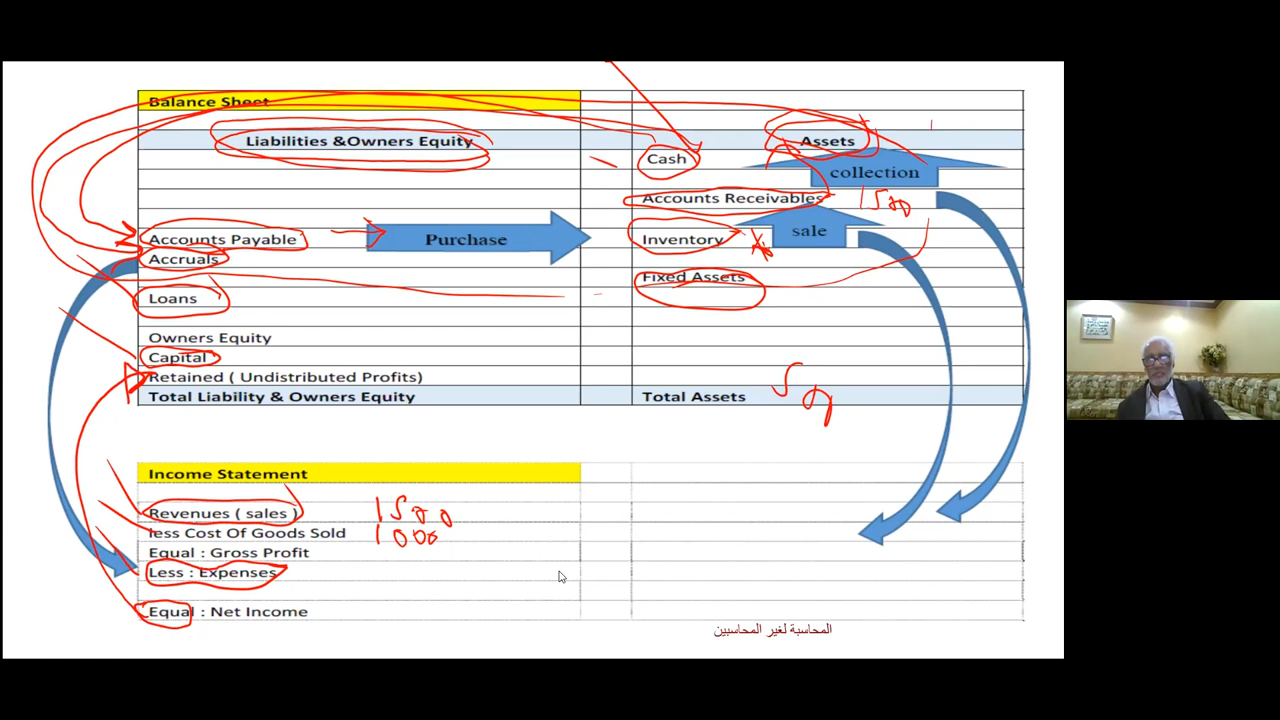 Balance Sheet
Liabilities &Owners Equity Assets
Cash collection
Accounts Receivables 1500
Accounts Payable Purchase Inventory sale
Accruals
Fixed Assets
Loans
Owners Equity
Capital
Retained ( Undistributed Profits)
Total Liability & Owners Equity Total Assets
Income Statement
Revenues ( sales ) 1500
less Cost Of Goods Sold 1000
Equal : Gross Profit
Less : Expenses
Equal : Net Income
المحاسبة لغير المحاسبين